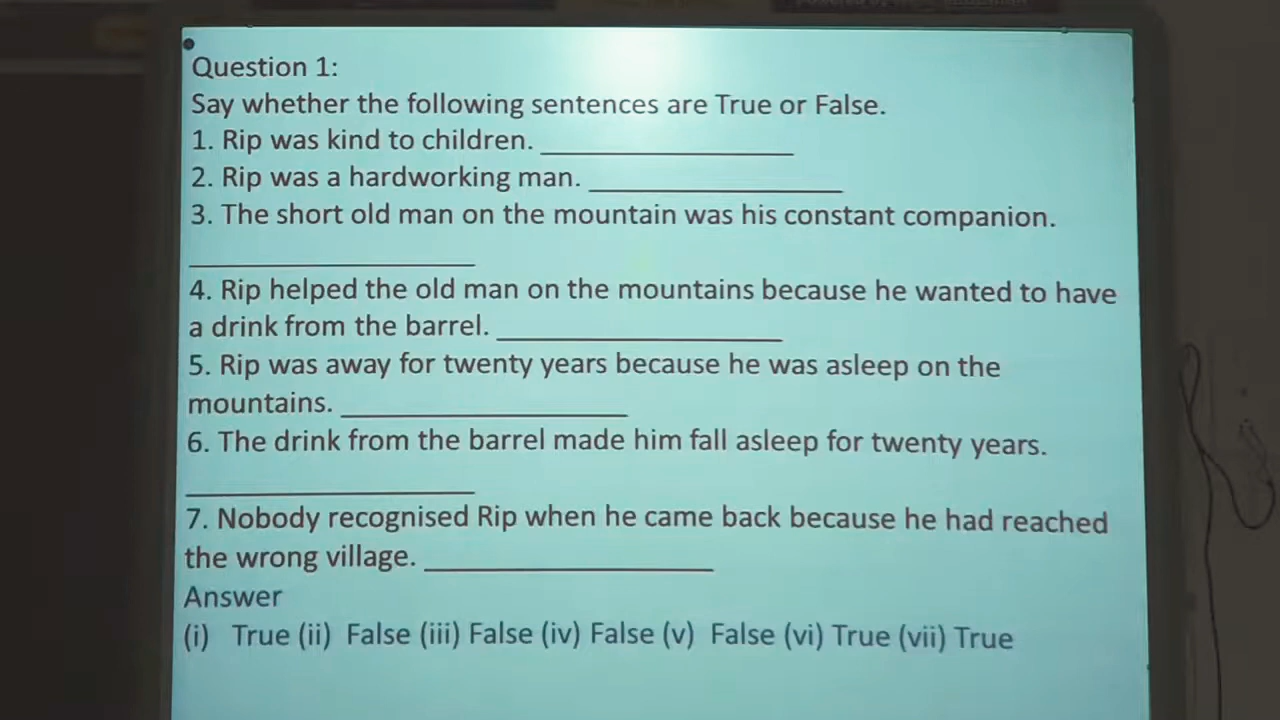 Question 1:
Say whether the following sentences are True or False.
1. Rip was kind to children. ________________
2. Rip was a hardworking man. ________________
3. The short old man on the mountain was his constant companion.
__________________
4. Rip helped the old man on the mountains because he wanted to have
a drink from the barrel. __________________
5. Rip was away for twenty years because he was asleep on the
mountains. __________________
6. The drink from the barrel made him fall asleep for twenty years.
__________________
7. Nobody recognised Rip when he came back because he had reached
the wrong village. __________________
Answer
(i) True (ii) False (iii) False (iv) False (v) False (vi) True (vii) True